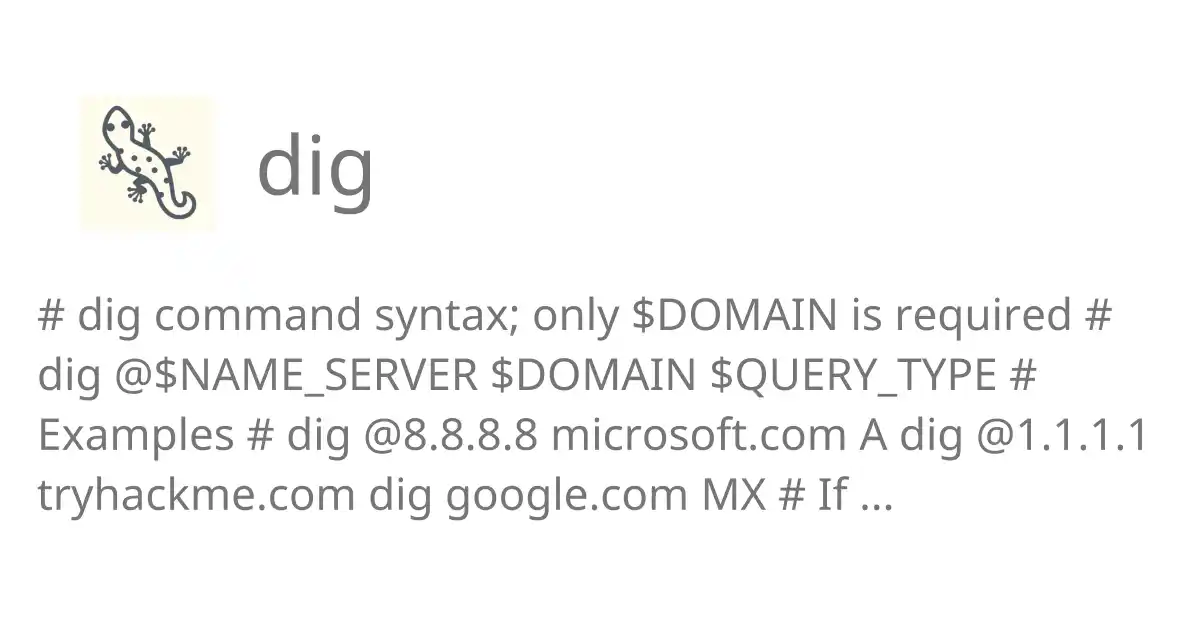 dig
# dig command syntax; only $DOMAIN is required #
dig @$NAME_SERVER $DOMAIN $QUERY_TYPE #
Examples # dig @8.8.8.8 microsoft.com A dig @1.1.1.1
tryhackme.com dig google.com MX # If ...